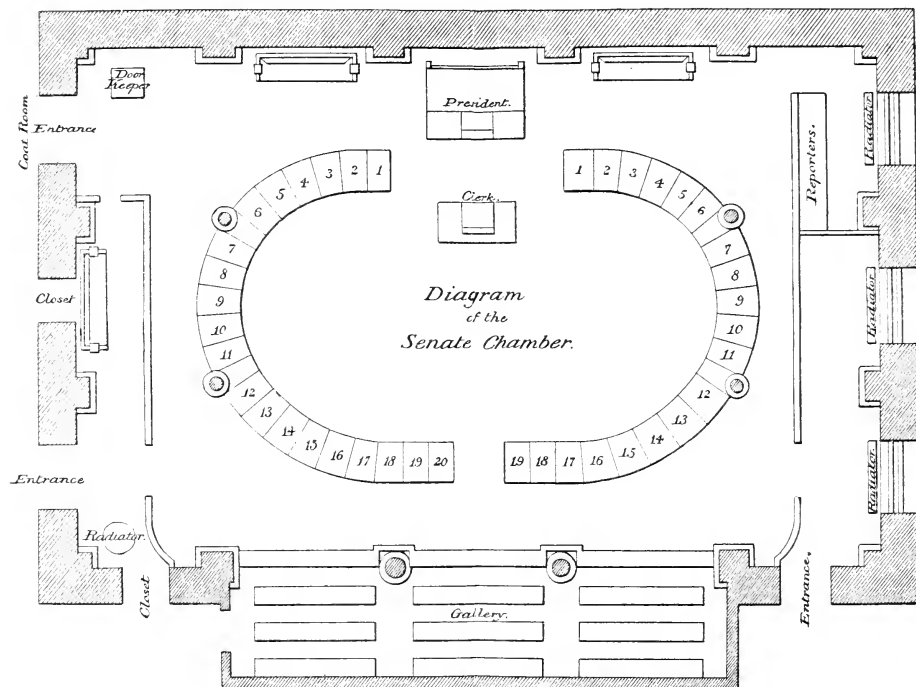 Door
Keeper
President.
Coat Room
Entrance
Radiator
Reporters.
1 2 3 4 5 6 7 8 9 10 11 12 13 14 15 16 17 18 19 20
1 2 3 4 5 6 7 8 9 10 11 12 13 14 15 16 17 18 19
Clerk.
Closet
Radiator
Diagram
of the
Senate Chamber.
Entrance
Radiator
Radiator.
Closet
Entrance.
Gallery.